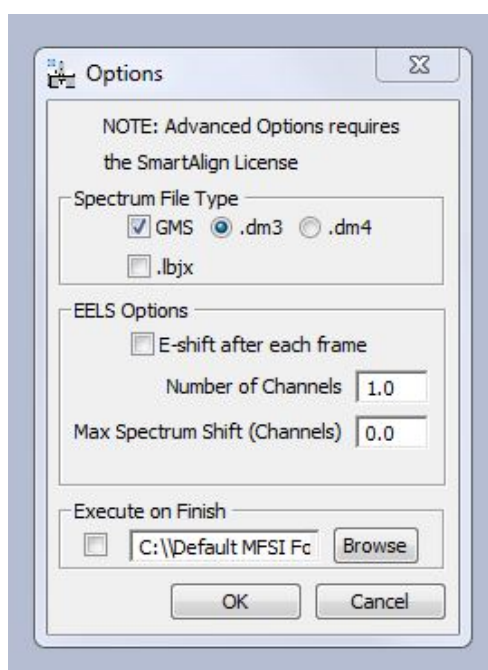 Options
NOTE: Advanced Options requires
the SmartAlign License
Spectrum File Type
GMS .dm3 .dm4
.lbjx
EELS Options
E-shift after each frame
Number of Channels 1.0
Max Spectrum Shift (Channels) 0.0
Execute on Finish
C:\\Default MFSI Fc Browse
OK Cancel